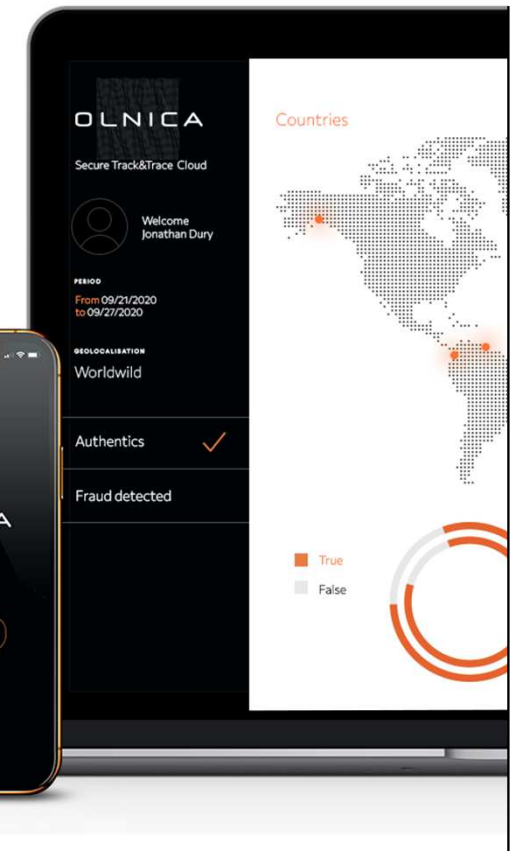 OLNICA
Secure Track&Trace Cloud
Welcome
Jonathan Dury
PERIOD
From 09/21/2020
to 09/27/2020
GEOLOCALISATION
Worldwild
Authentics
Fraud detected
Countries
True
False
A